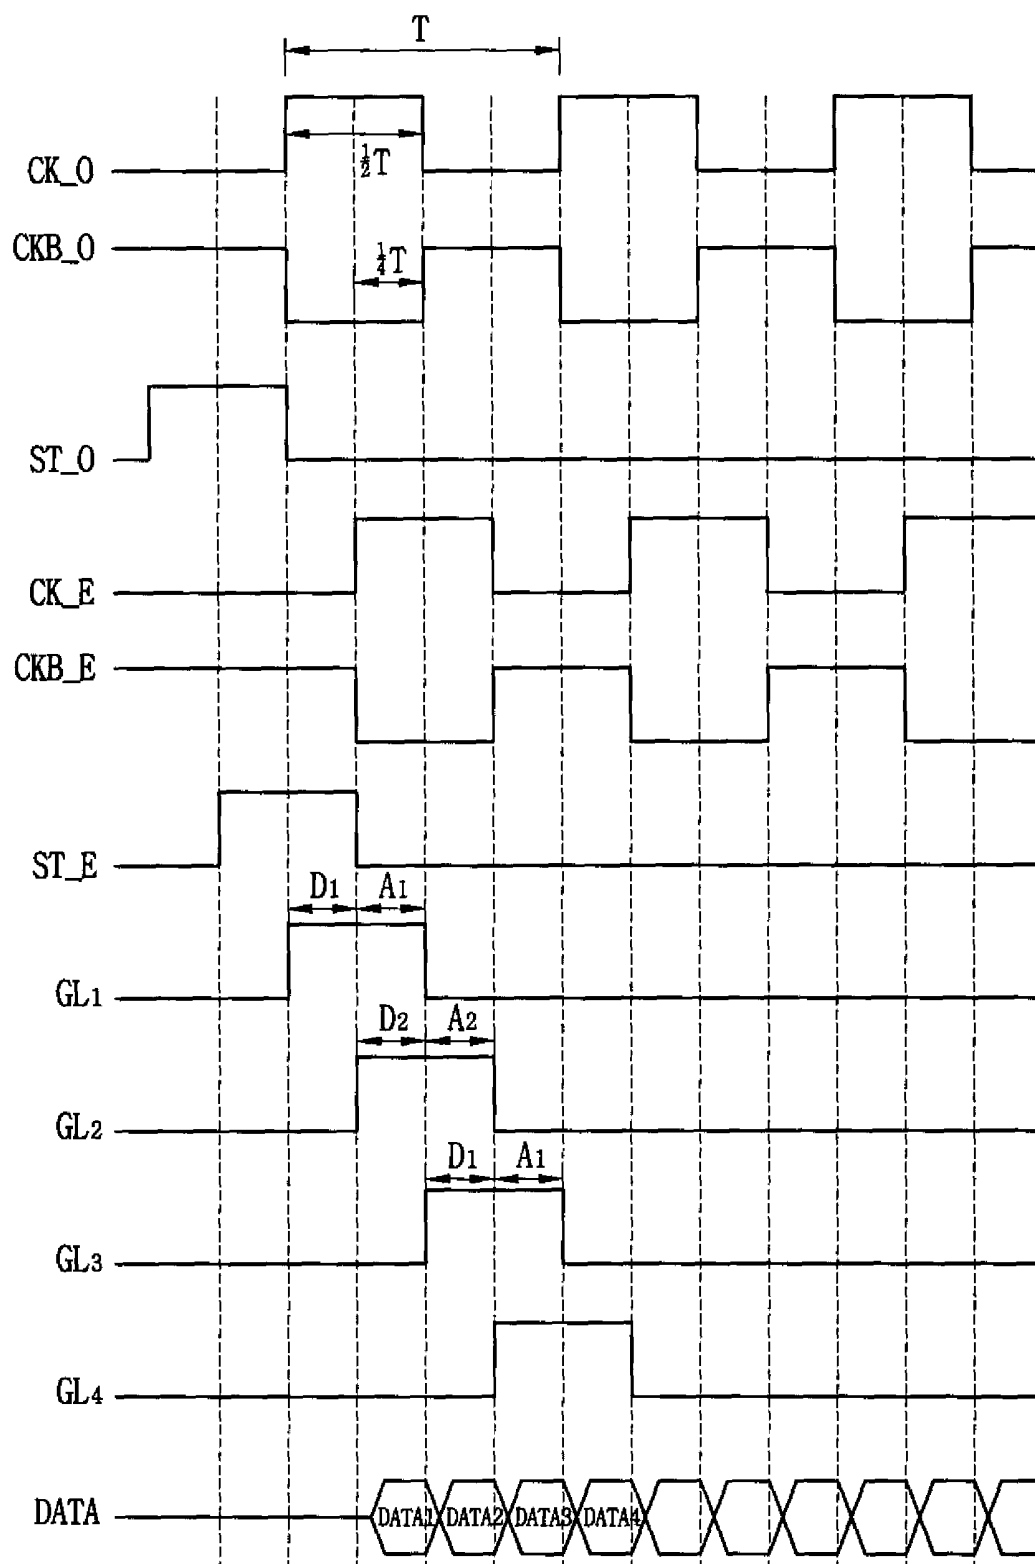 T
CK_O
½T
CKB_O
¼T
ST_O
CK_E
CKB_E
ST_E
D1 A1
GL1
D2 A2
GL2
D1 A1
GL3
GL4
DATA DATA1 DATA2 DATA3 DATA4